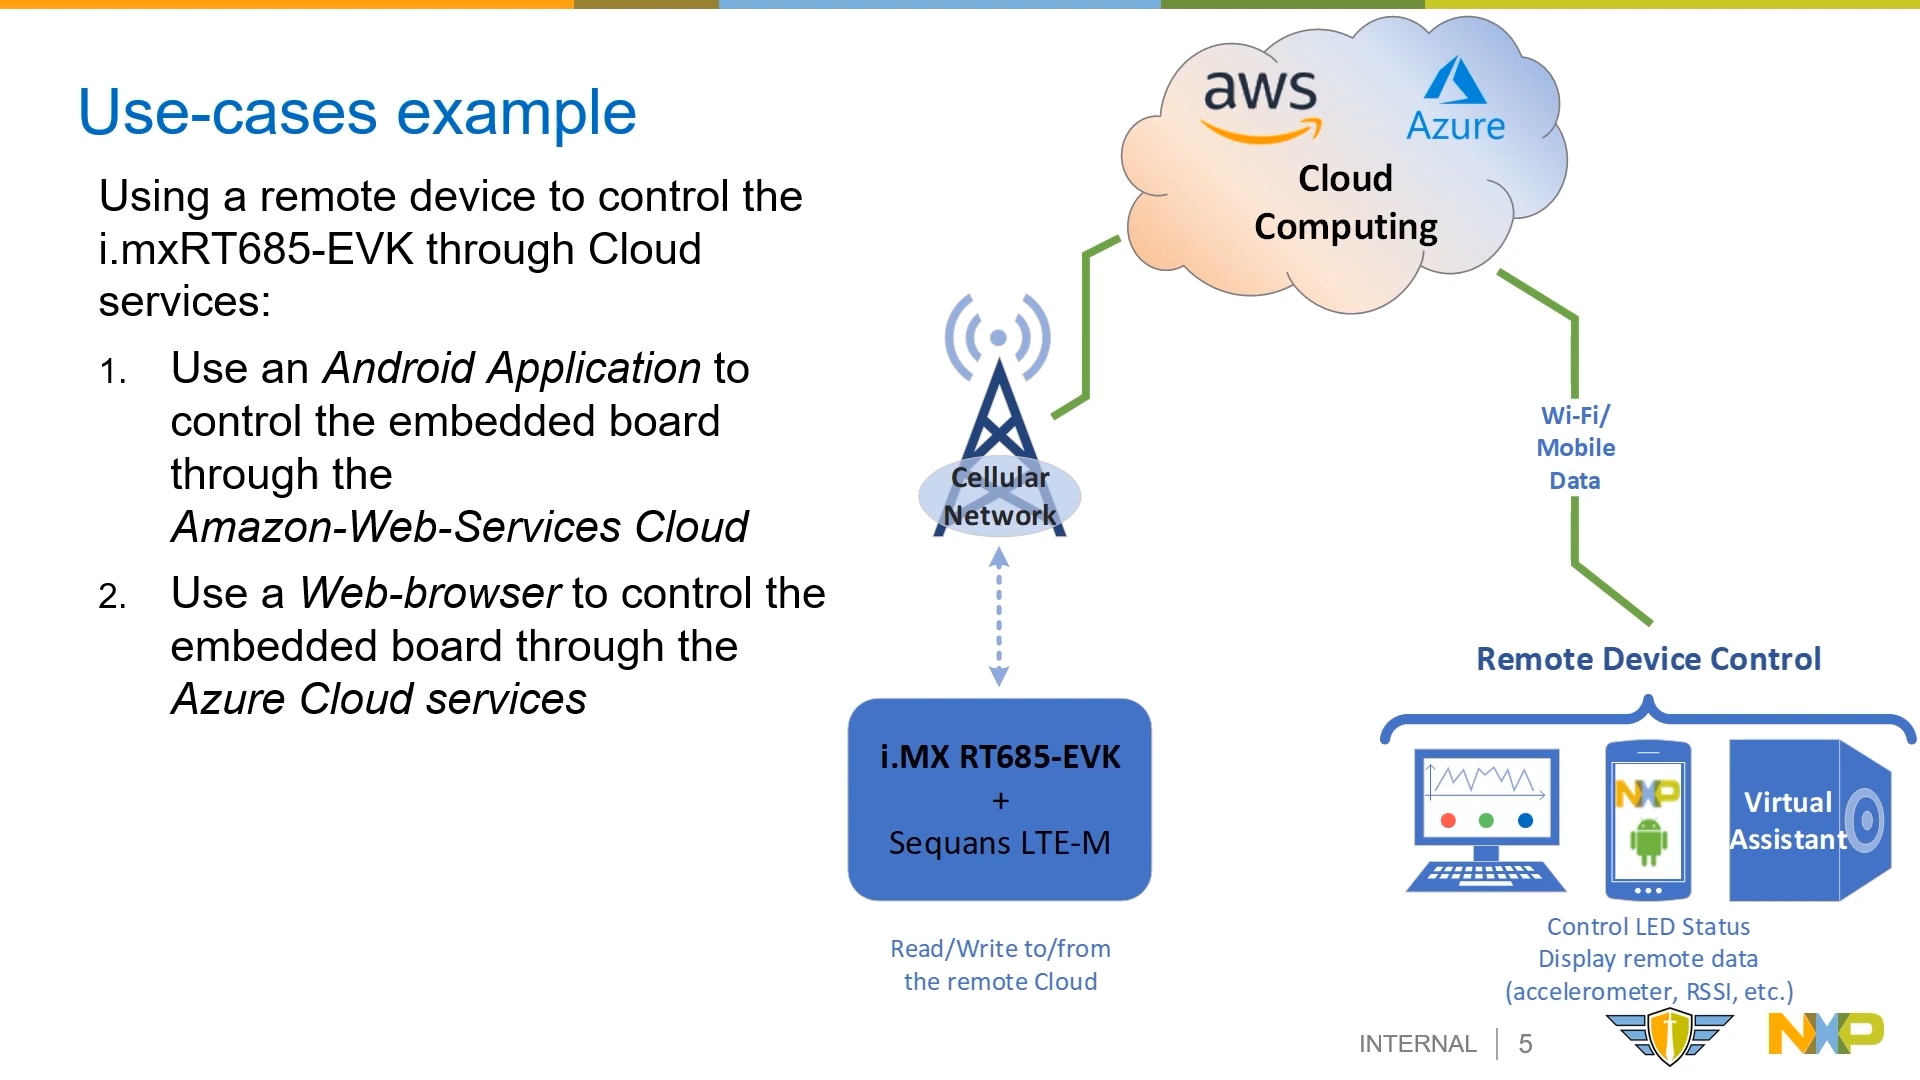 Use-cases example
Using a remote device to control the
i.mxRT685-EVK through Cloud
services:
1. Use an Android Application to
control the embedded board
through the
Amazon-Web-Services Cloud
2. Use a Web-browser to control the
embedded board through the
Azure Cloud services
aws
Azure
Cloud
Computing
Cellular
Network
Wi-Fi/
Mobile
Data
i.MX RT685-EVK
+
Sequans LTE-M
Read/Write to/from
the remote Cloud
Remote Device Control
NXP
Virtual
Assistant
Control LED Status
Display remote data
(accelerometer, RSSI, etc.)
INTERNAL | 5
NXP